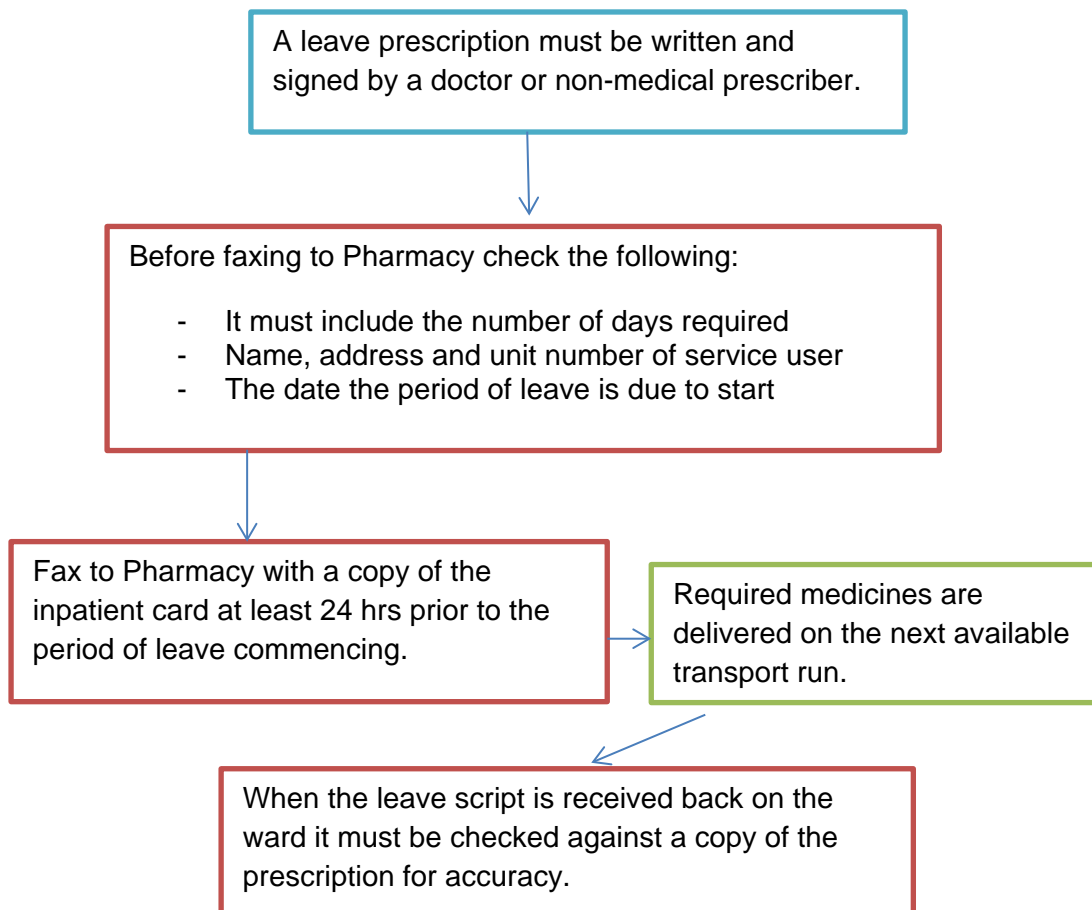 A leave prescription must be written and
signed by a doctor or non-medical prescriber.
Before faxing to Pharmacy check the following:
- It must include the number of days required
- Name, address and unit number of service user
- The date the period of leave is due to start
Fax to Pharmacy with a copy of the
inpatient card at least 24 hrs prior to the
period of leave commencing.
Required medicines are
delivered on the next available
transport run.
When the leave script is received back on the
ward it must be checked against a copy of the
prescription for accuracy.